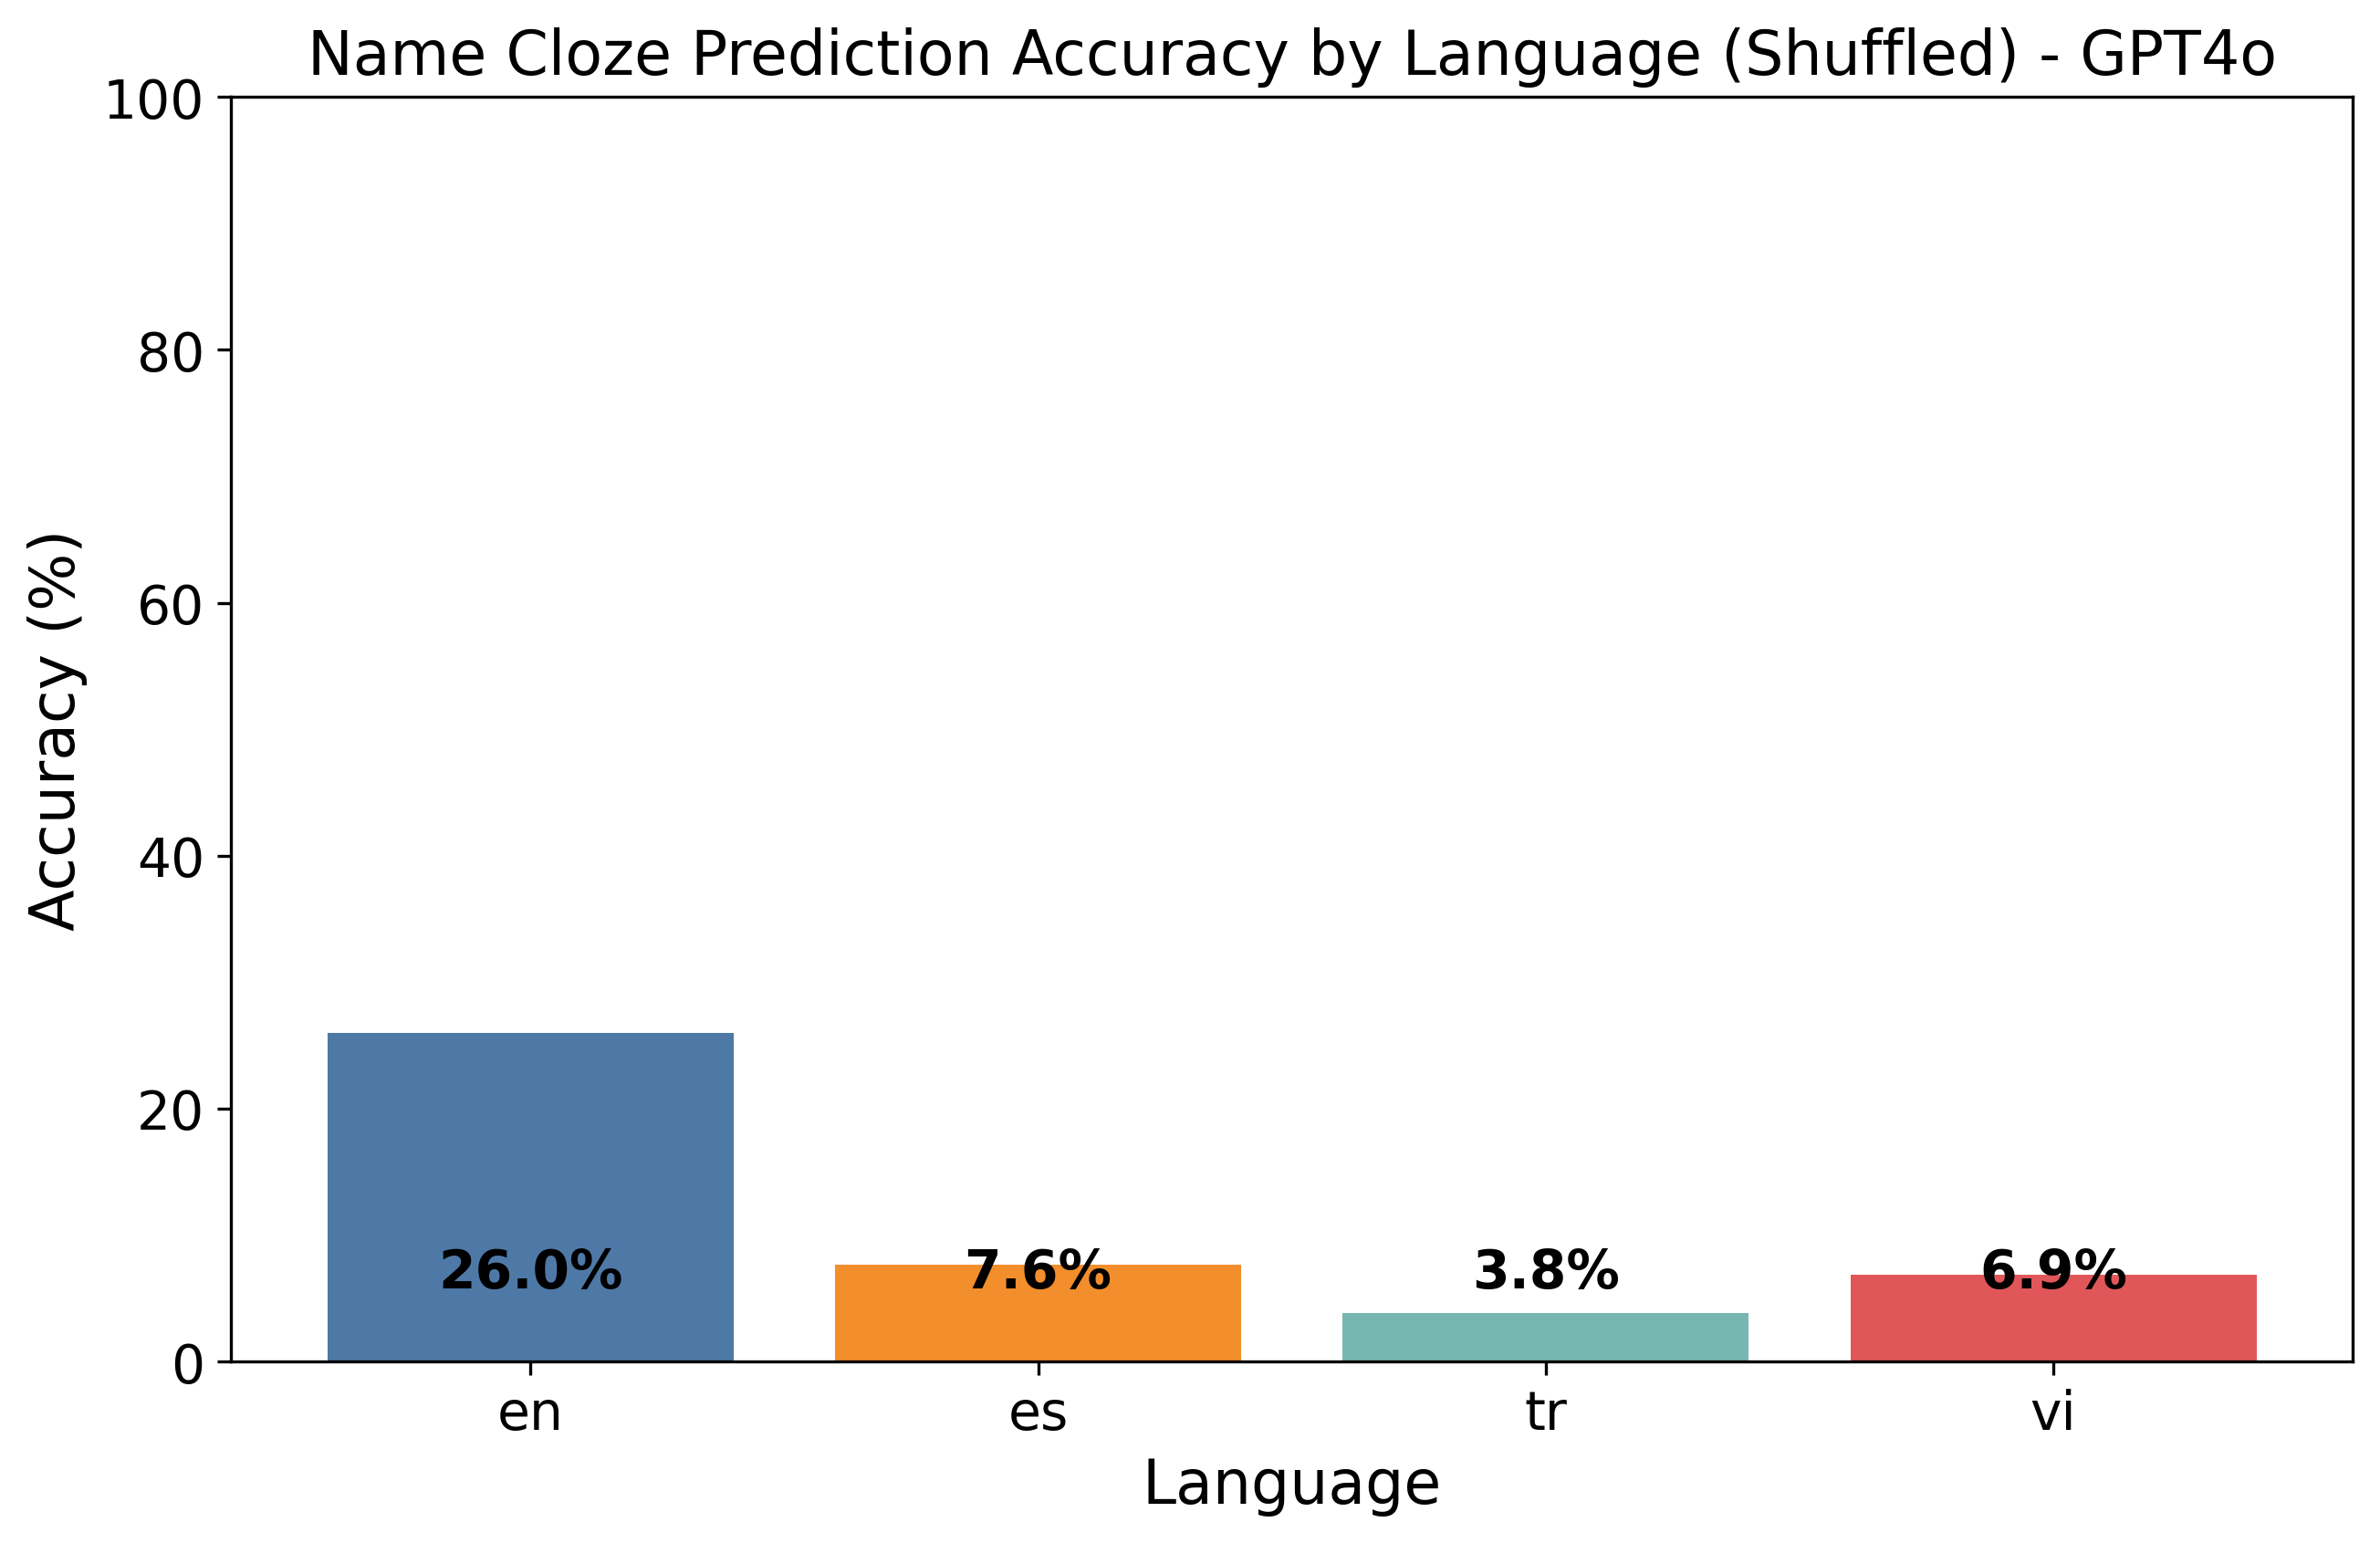 Name Cloze Prediction Accuracy by Language (Shuffled) - GPT4o
Accuracy (%)
100
80
60
40
20
0
26.0%
7.6%
3.8%
6.9%
en
es
tr
vi
Language